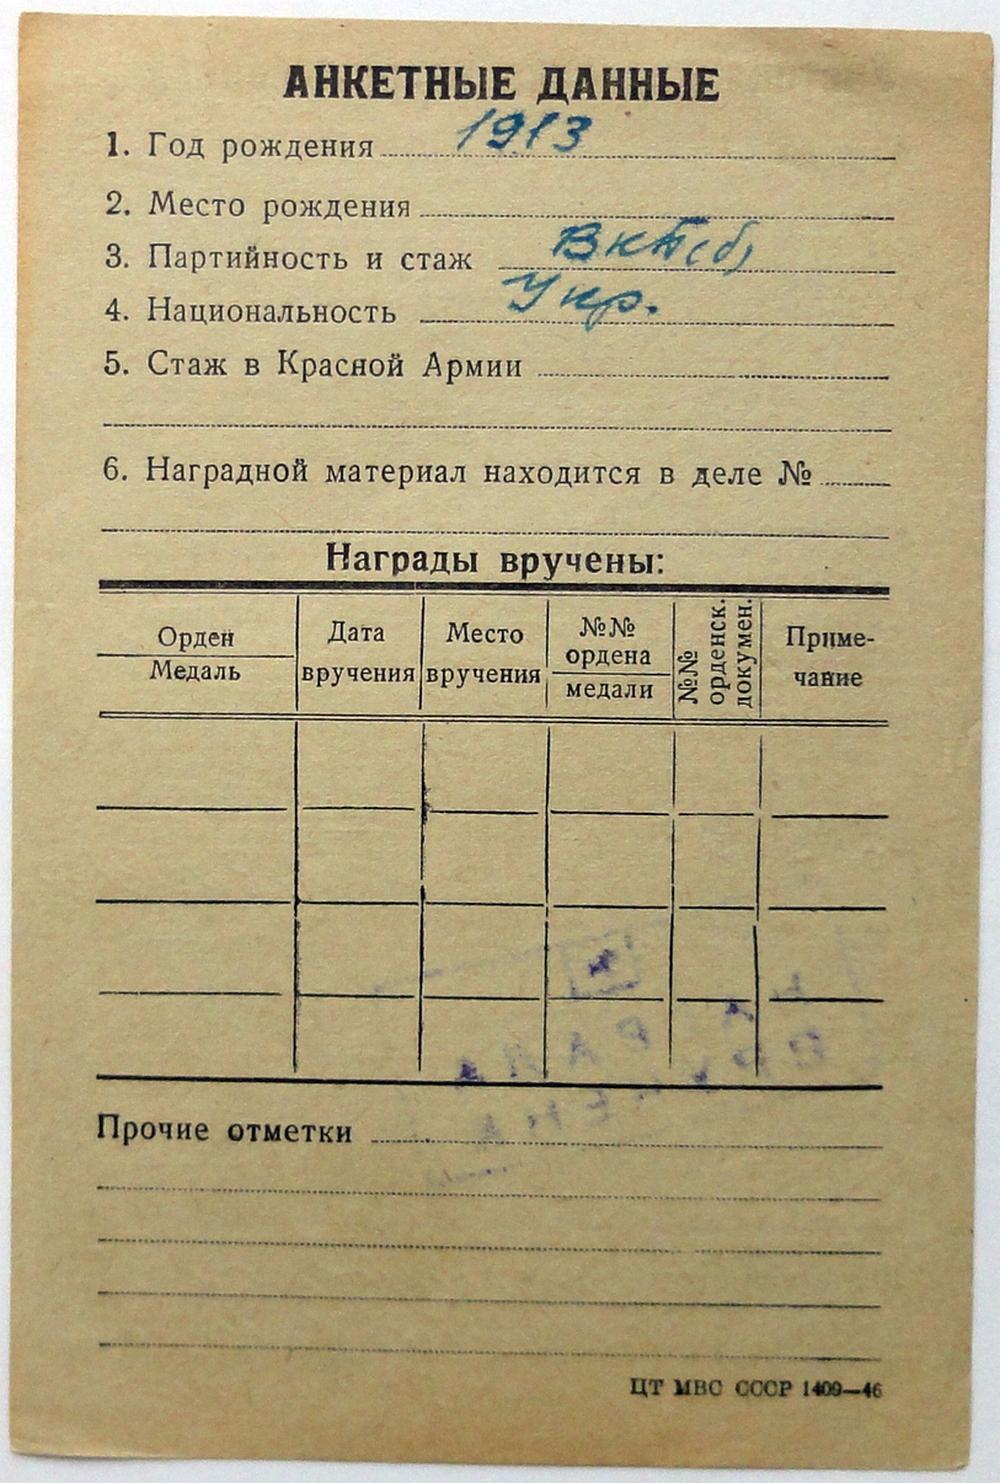 АНКЕТНЫЕ ДАННЫЕ
1. Год рождения 1913
2. Место рождения
3. Партийность и стаж ВКП(б)
4. Национальность Укр.
5. Стаж в Красной Армии
6. Наградной материал находится в деле №
Награды вручены:
Орден
Медаль
Дата
вручения
Место
вручения
№№
ордена
медали
№№
орденск.
докумен.
Приме-
чание
Прочие отметки
ЦТ МВС СССР 1409—46